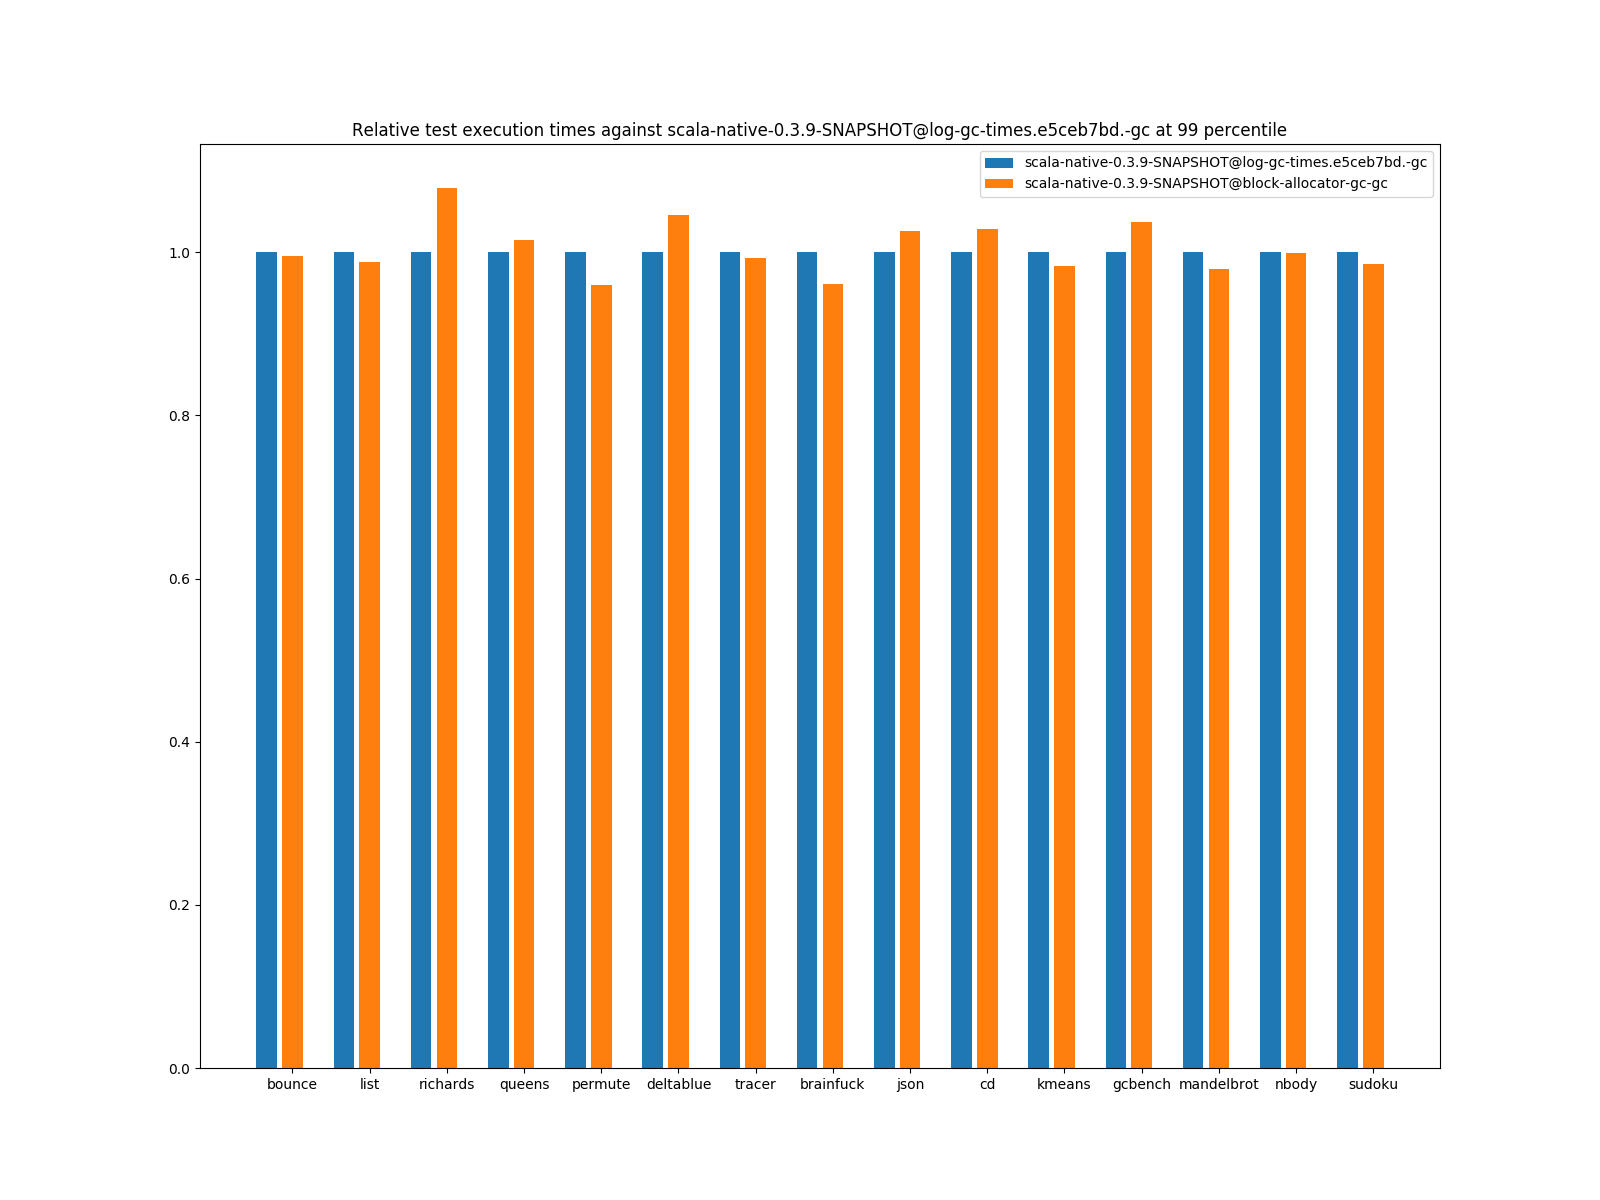 Relative test execution times against scala-native-0.3.9-SNAPSHOT@log-gc-times.e5ceb7bd.-gc at 99 percentile
scala-native-0.3.9-SNAPSHOT@log-gc-times.e5ceb7bd.-gc
scala-native-0.3.9-SNAPSHOT@block-allocator-gc-gc
1.0
0.8
0.6
0.4
0.2
0.0
bounce list richards queens permute deltablue tracer brainfuck json cd kmeans gcbench mandelbrot nbody sudoku